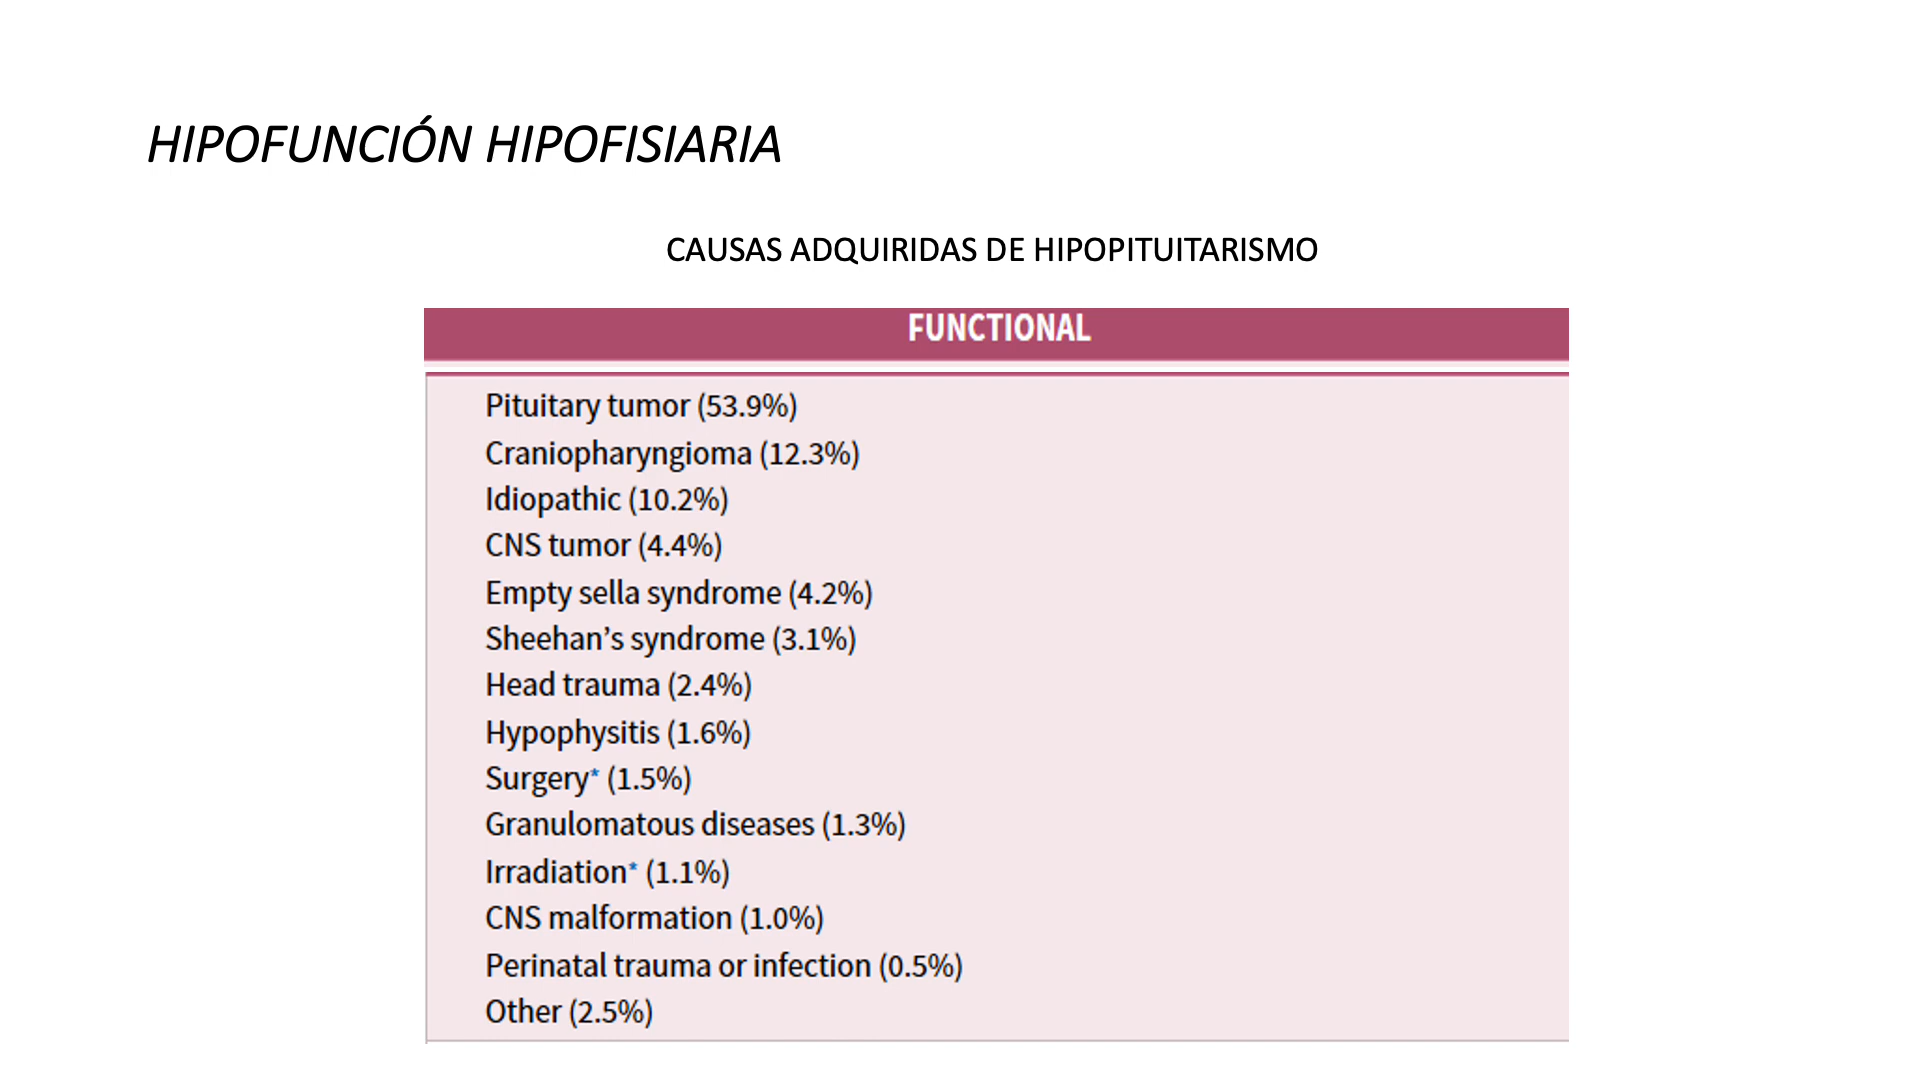 HIPOFUNCIÓN HIPOFISIARIA
CAUSAS ADQUIRIDAS DE HIPOPITUITARISMO
FUNCTIONAL
Pituitary tumor (53.9%)
Craniopharyngioma (12.3%)
Idiopathic (10.2%)
CNS tumor (4.4%)
Empty sella syndrome (4.2%)
Sheehan’s syndrome (3.1%)
Head trauma (2.4%)
Hypophysitis (1.6%)
Surgery* (1.5%)
Granulomatous diseases (1.3%)
Irradiation* (1.1%)
CNS malformation (1.0%)
Perinatal trauma or infection (0.5%)
Other (2.5%)